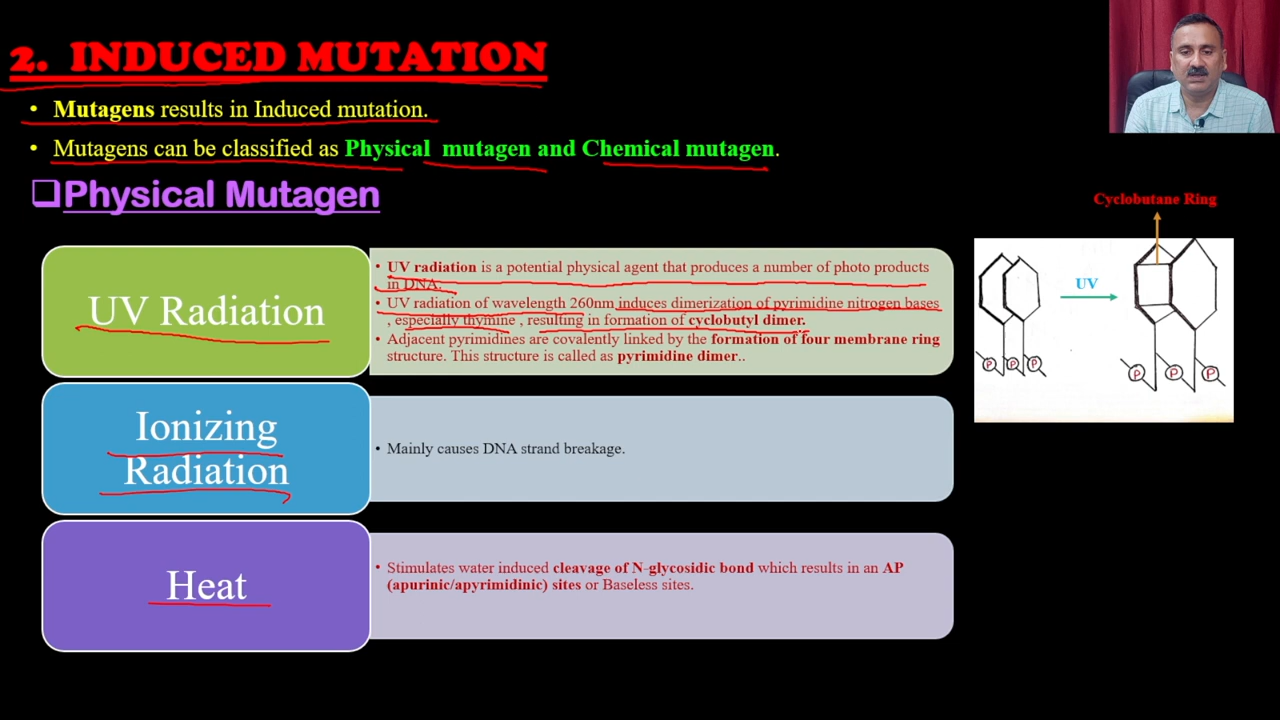 2. INDUCED MUTATION
• Mutagens results in Induced mutation.
• Mutagens can be classified as Physical mutagen and Chemical mutagen.
❑Physical Mutagen
UV Radiation
• UV radiation is a potential physical agent that produces a number of photo products
in DNA.
• UV radiation of wavelength 260nm induces dimerization of pyrimidine nitrogen bases
, especially thymine , resulting in formation of cyclobutyl dimer.
• Adjacent pyrimidines are covalently linked by the formation of four membrane ring
structure. This structure is called as pyrimidine dimer..
Ionizing
Radiation
• Mainly causes DNA strand breakage.
Heat
• Stimulates water induced cleavage of N-glycosidic bond which results in an AP
(apurinic/apyrimidinic) sites or Baseless sites.
Cyclobutane Ring
UV
P P P
P P P